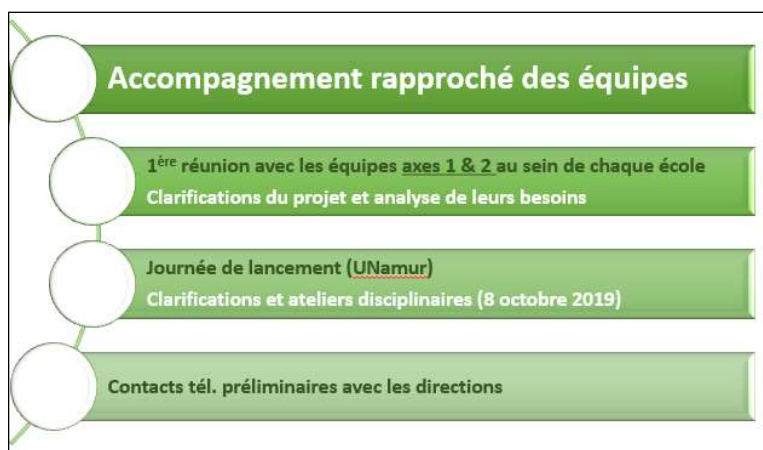 Accompagnement rapproché des équipes
1ère réunion avec les équipes axes 1 & 2 au sein de chaque école
Clarifications du projet et analyse de leurs besoins
Journée de lancement (UNamur)
Clarifications et ateliers disciplinaires (8 octobre 2019)
Contacts tél. préliminaires avec les directions